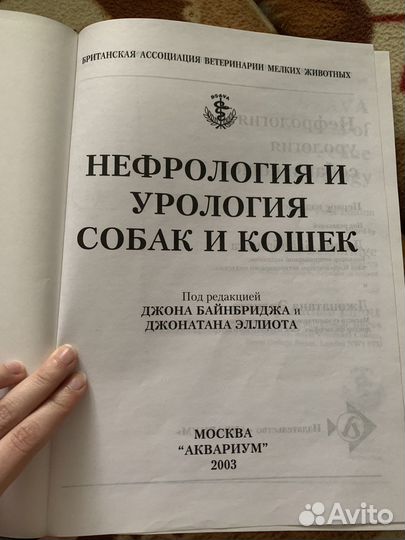 БРИТАНСКАЯ АССОЦИАЦИЯ ВЕТЕРИНАРИИ МЕЛКИХ ЖИВОТНЫХ
BSAVA
НЕФРОЛОГИЯ И
УРОЛОГИЯ
СОБАК И КОШЕК
Под редакцией
ДЖОНА БАЙНБРИДЖА и
ДЖОНАТАНА ЭЛЛИОТА
МОСКВА
"АКВАРИУМ"
2003
Avito